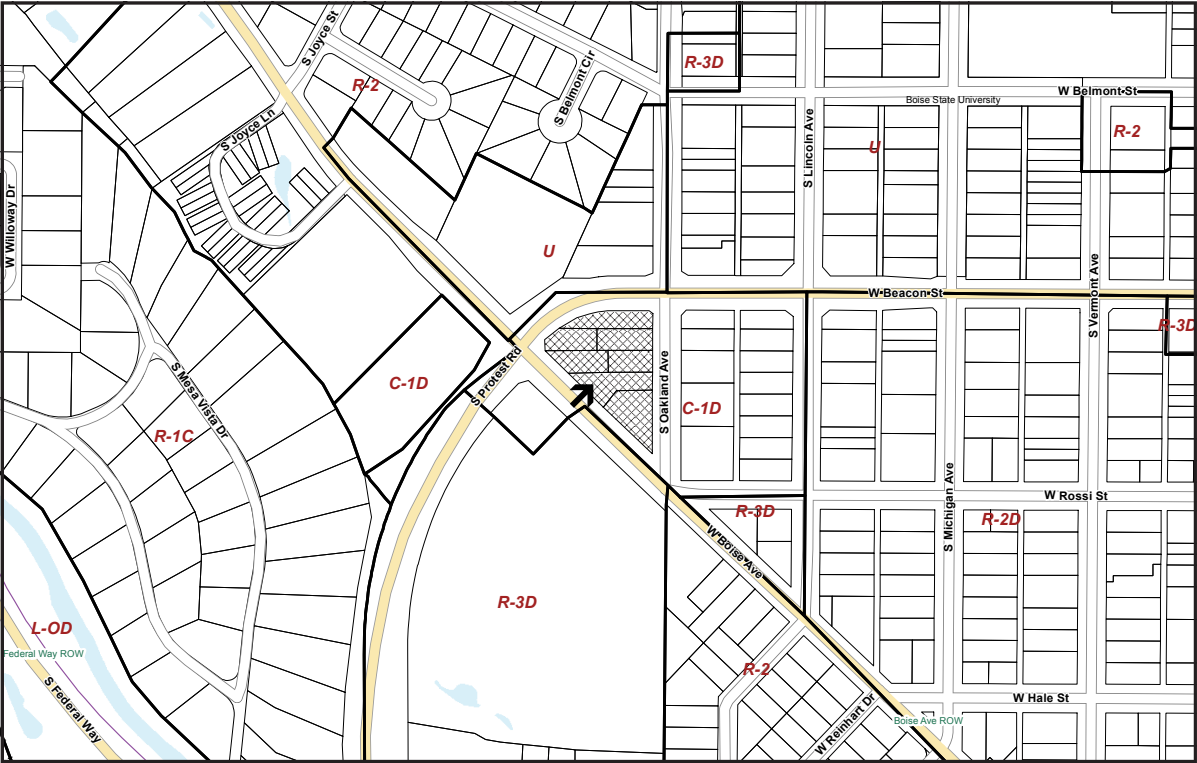 S Joyce St
R-3D
R-2
S Belmont Cir
W Belmont St
Boise State University
S Joyce Ln
S Lincoln Ave
R-2
U
W Willoway Dr
U
S Vermont Ave
W Beacon St
R-3D
S Protest Rd
S Oakland Ave
S Mesa Vista Dr
C-1D
C-1D
R-1C
S Michigan Ave
W Rossi St
R-3D
R-2D
W Boise Ave
R-3D
L-OD
Federal Way ROW
R-2
S Federal Way
W Hale St
W Reinhart Dr
Boise Ave ROW